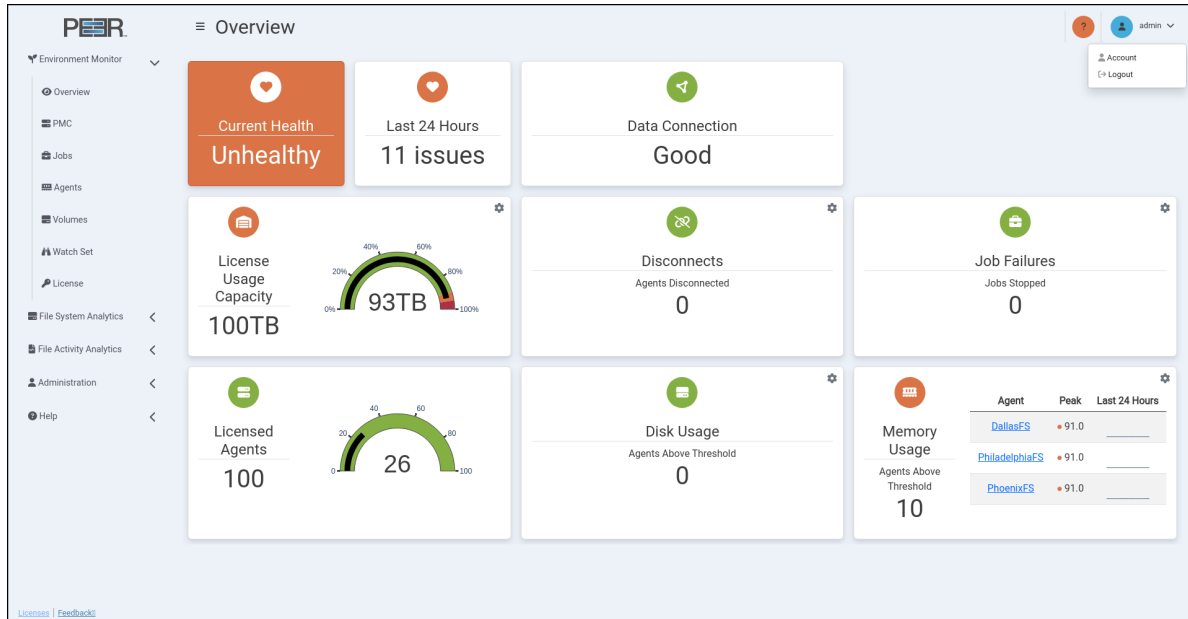 PEER
≡ Overview
?
admin
Account
Logout
Environment Monitor
Overview
PMC
Jobs
Agents
Volumes
Watch Set
License
File System Analytics
File Activity Analytics
Administration
Help
Current Health
Unhealthy
Last 24 Hours
11 issues
Data Connection
Good
License
Usage
Capacity
100TB
0%
20%
40%
60%
80%
100%
93TB
Disconnects
Agents Disconnected
0
Job Failures
Jobs Stopped
0
Licensed
Agents
100
0
20
40
60
80
100
26
Disk Usage
Agents Above Threshold
0
Memory
Usage
Agents Above
Threshold
10
Agent Peak Last 24 Hours
DallasFS 91.0
PhiladelphiaFS 91.0
PhoenixFS 91.0
Licenses | Feedback